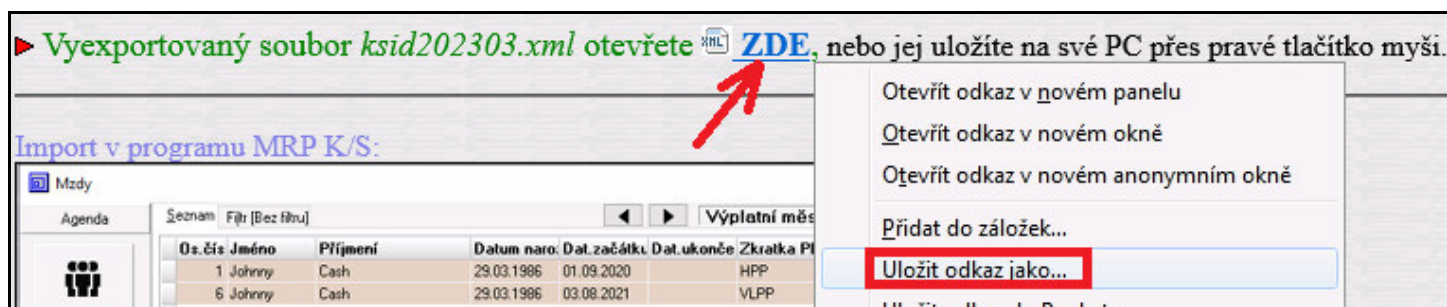 Vyexportovaný soubor ksid202303.xml otevřete XML ZDE, nebo jej uložíte na své PC přes pravé tlačítko myši.
Otevřít odkaz v novém panelu
Otevřít odkaz v novém okně
Otevřít odkaz v novém anonymním okně
Přidat do záložek...
Uložit odkaz jako...
Import v programu MRP K/S:
Mzdy
Agenda
Seznam Filtr [Bez filtru] Výplatní měs
Os.čís Jméno Příjmení Datum naro: Dat.začátku Dat.ukonče Zkratka Pl
1 Johnny Cash 29.03.1986 01.09.2020 HPP
6 Johnny Cash 29.03.1986 03.08.2021 VLPP